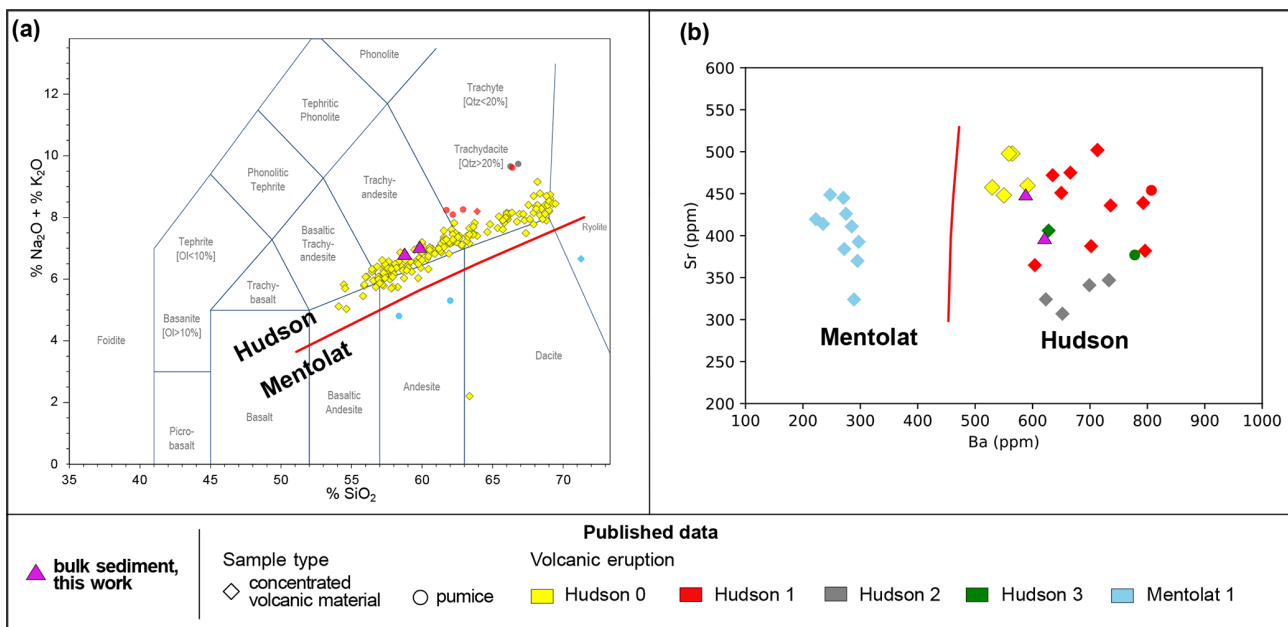 (a)
% Na2O + % K2O
12
10
8
6
4
2
0
35
40
45
50
55
60
65
70
% SiO2
Phonolite
Trachyte
[Qtz<20%]
Tephritic
Phonolite
Trachydacite
[Qtz>20%]
Phonolitic
Tephrite
Trachy-
andesite
Tephrite
[Ol<10%]
Basaltic
Trachy-
andesite
Ryolite
Trachy-
basalt
Basanite
[Ol>10%]
Foidite
Hudson
Mentolat
Dacite
Andesite
Basaltic
Andesite
Basalt
Picro-
basalt
(b)
Sr (ppm)
600
550
500
450
400
350
300
250
200
100
200
300
400
500
600
700
800
900
1000
Ba (ppm)
Mentolat
Hudson
Published data
bulk sediment,
this work
Sample type
concentrated
volcanic material
pumice
Volcanic eruption
Hudson 0
Hudson 1
Hudson 2
Hudson 3
Mentolat 1